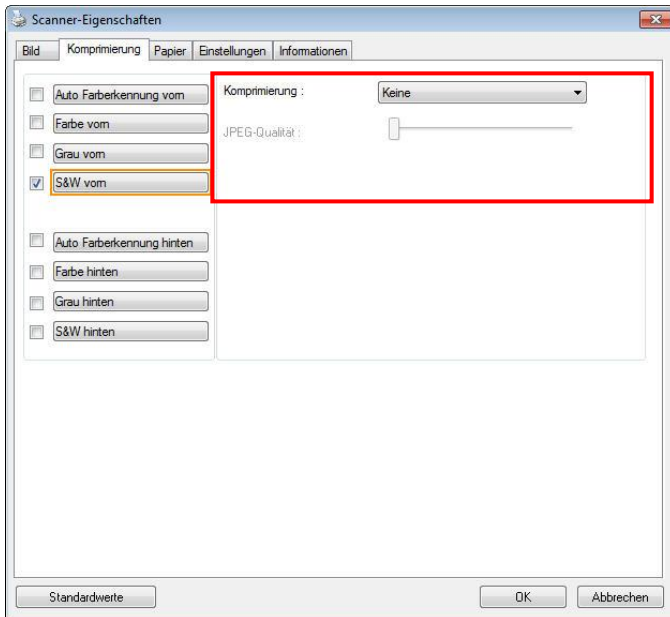 Scanner-Eigenschaften
Bild Komprimierung Papier Einstellungen Informationen
Auto Farberkennung vorn
Farbe vorn
Grau vorn
S&W vorn
Auto Farberkennung hinten
Farbe hinten
Grau hinten
S&W hinten
Komprimierung : Keine
JPEG-Qualität :
Standardwerte OK Abbrechen